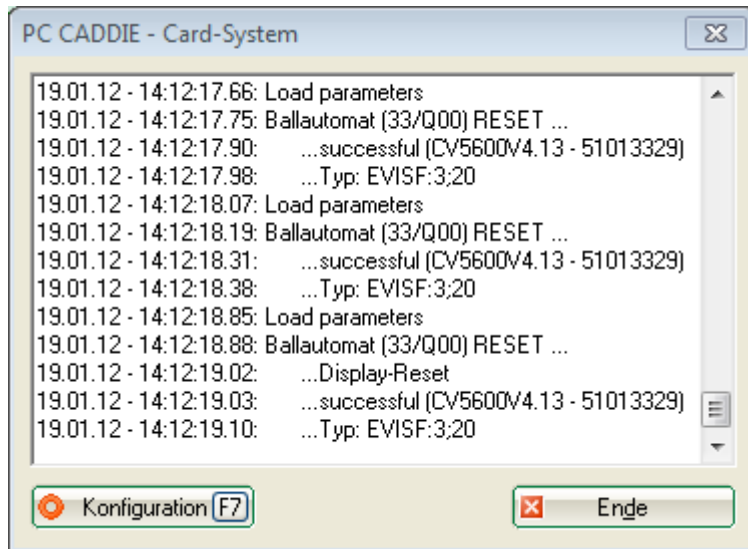 PC CADDIE - Card-System
19.01.12 - 14:12:17.66: Load parameters
19.01.12 - 14:12:17.75: Ballautomat (33/Q00) RESET ...
19.01.12 - 14:12:17.90: ...successful (CV5600V4.13 - 51013329)
19.01.12 - 14:12:17.98: ...Typ: EVISF:3;20
19.01.12 - 14:12:18.07: Load parameters
19.01.12 - 14:12:18.19: Ballautomat (33/Q00) RESET ...
19.01.12 - 14:12:18.31: ...successful (CV5600V4.13 - 51013329)
19.01.12 - 14:12:18.38: ...Typ: EVISF:3;20
19.01.12 - 14:12:18.85: Load parameters
19.01.12 - 14:12:18.88: Ballautomat (33/Q00) RESET ...
19.01.12 - 14:12:19.02: ...Display-Reset
19.01.12 - 14:12:19.03: ...successful (CV5600V4.13 - 51013329)
19.01.12 - 14:12:19.10: ...Typ: EVISF:3;20
Konfiguration F7 Ende